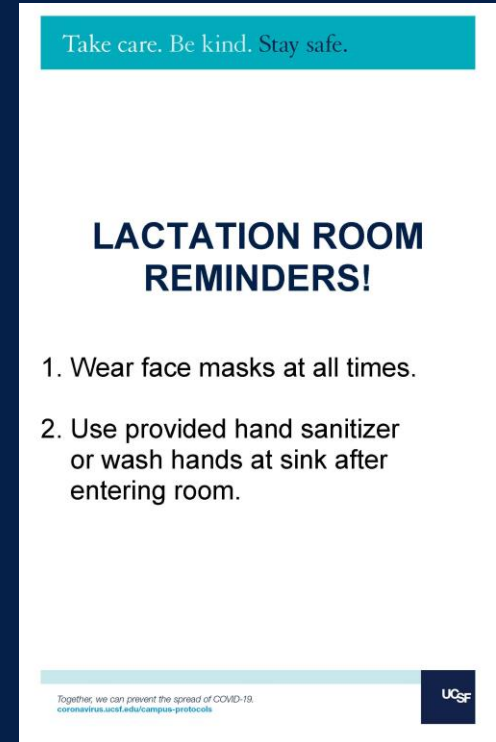 Take care. Be kind. Stay safe.
LACTATION ROOM
REMINDERS!
1. Wear face masks at all times.
2. Use provided hand sanitizer
or wash hands at sink after
entering room.
Together, we can prevent the spread of COVID-19.
coronavirus.ucsf.edu/campus-protocols
UCSF